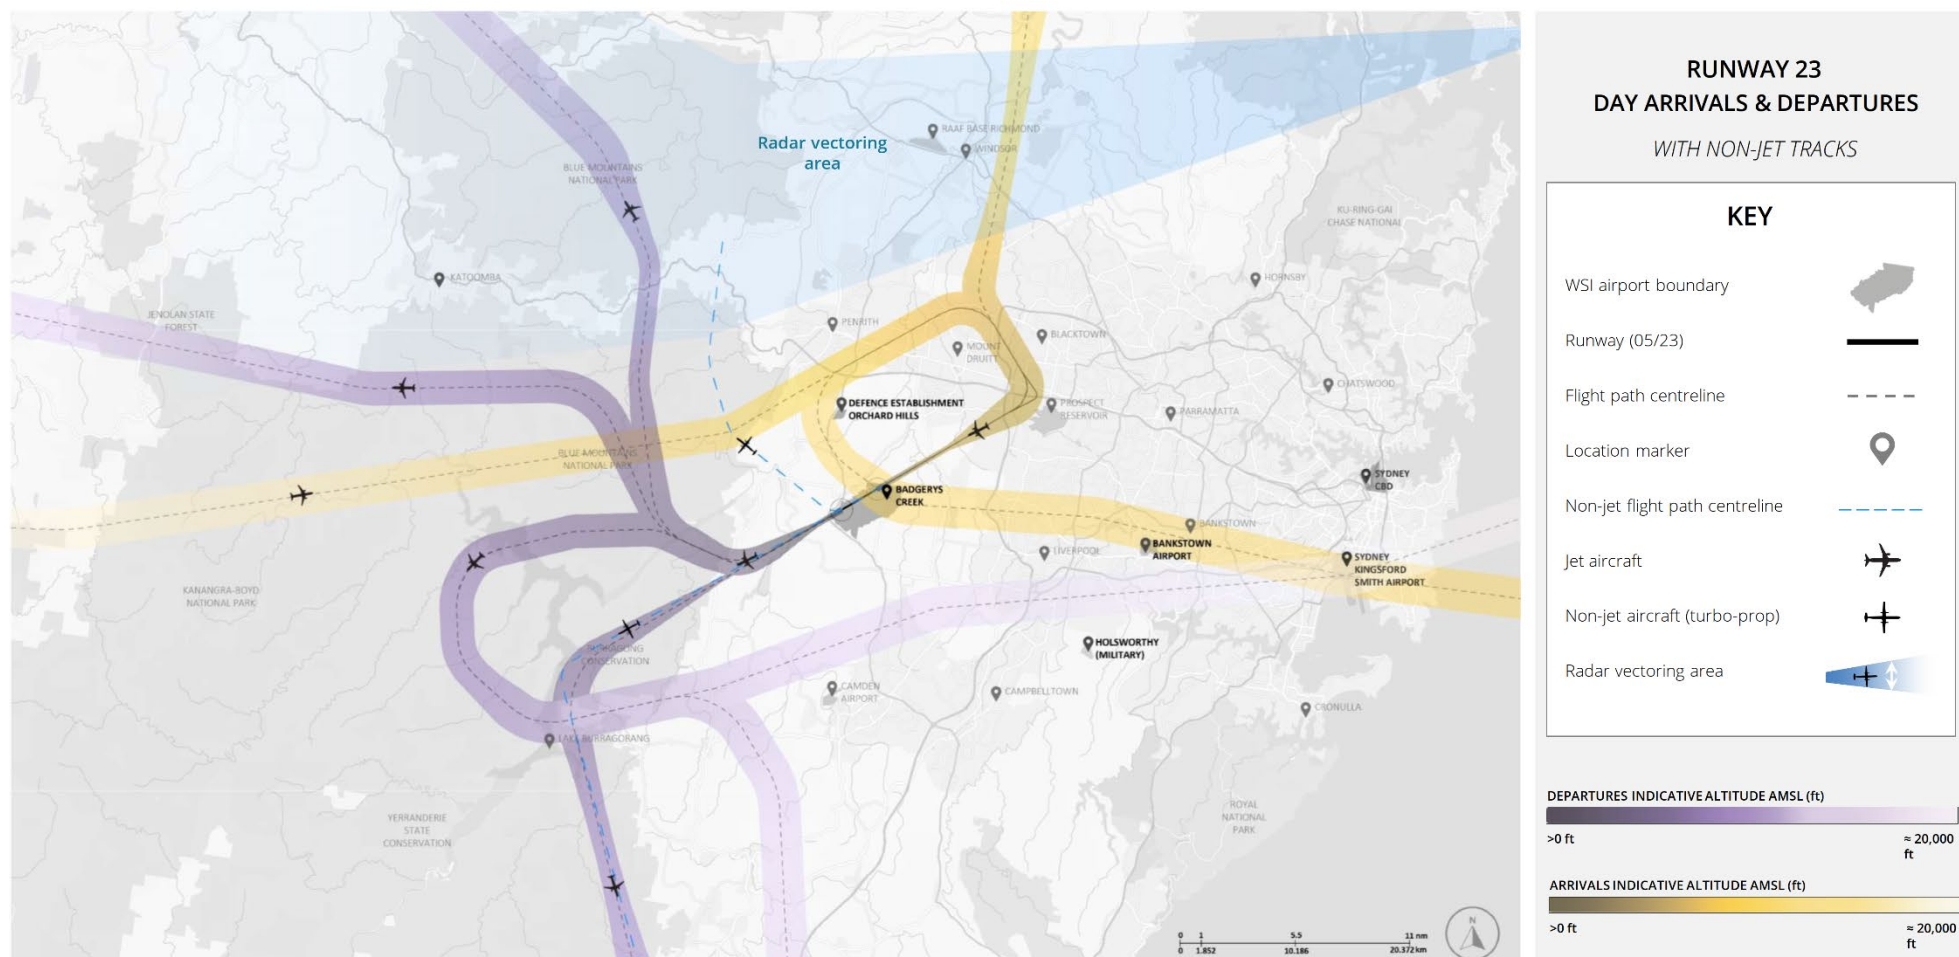 Radar vectoring
area
RAAF BASE RICHMOND
WINDSOR
BLUE MOUNTAINS
NATIONAL PARK
KU-RING-GAI
CHASE NATIONAL
KATOOMBA
HORNSBY
JENOLAN STATE
FOREST
PENRITH
BLACKTOWN
MOUNT
DRUITT
CHATSWOOD
DEFENCE ESTABLISHMENT
ORCHARD HILLS
PROSPECT
RESERVOIR
PARRAMATTA
BLUE MOUNTAINS
NATIONAL PARK
SYDNEY
CBD
BADGERYS
CREEK
BANKSTOWN
BANKSTOWN
AIRPORT
LIVERPOOL
SYDNEY
KINGSFORD
SMITH AIRPORT
KANANGRA-BOYD
NATIONAL PARK
HOLSWORTHY
(MILITARY)
CONSERVATION
CAMDEN
AIRPORT
CAMPBELLTOWN
CRONULLA
LAKE BURRAGORANG
YERRANDERIE
STATE
CONSERVATION
ROYAL
NATIONAL
PARK
0 1 5.5 11 nm
0 1.852 10.186 20.372 km
N
RUNWAY 23
DAY ARRIVALS & DEPARTURES
WITH NON-JET TRACKS
KEY
WSI airport boundary
Runway (05/23)
Flight path centreline
Location marker
Non-jet flight path centreline
Jet aircraft
Non-jet aircraft (turbo-prop)
Radar vectoring area
DEPARTURES INDICATIVE ALTITUDE AMSL (ft)
>0 ft ≈ 20,000
ft
ARRIVALS INDICATIVE ALTITUDE AMSL (ft)
>0 ft ≈ 20,000
ft